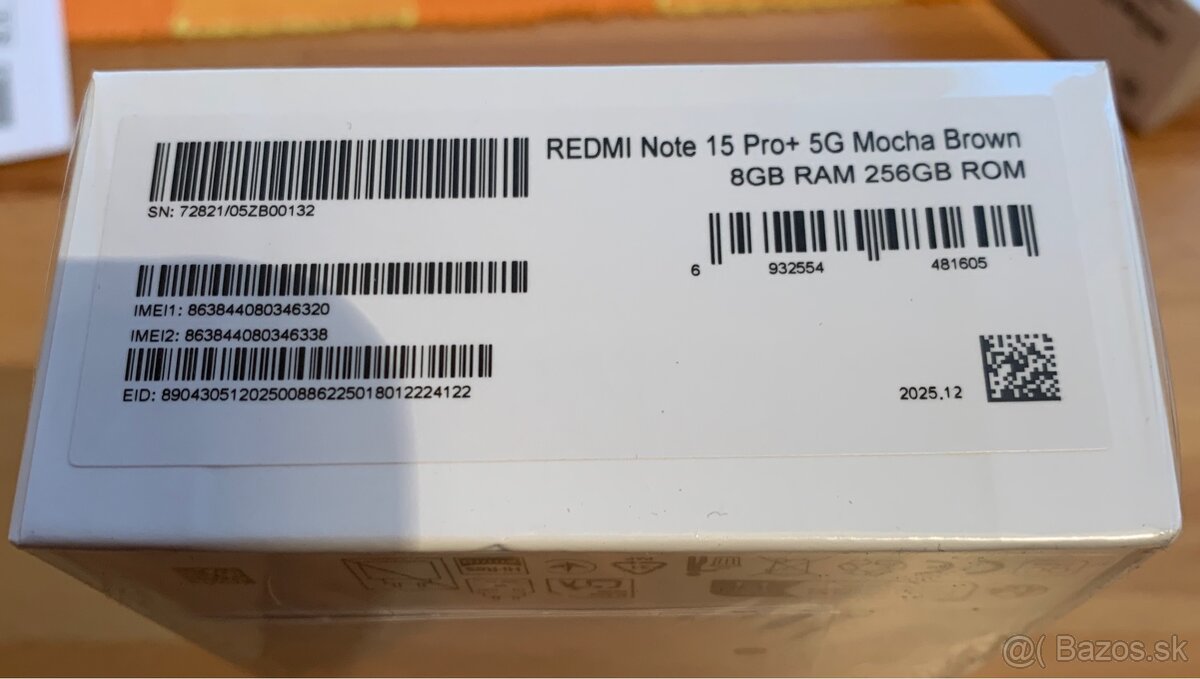 REDMI Note 15 Pro+ 5G Mocha Brown
8GB RAM 256GB ROM
SN: 72821/05ZB00132
6 932554 481605
IMEI1: 863844080346320
IMEI2: 863844080346338
EID: 89043051202500886225018012224122
2025.12
@( Bazos.sk